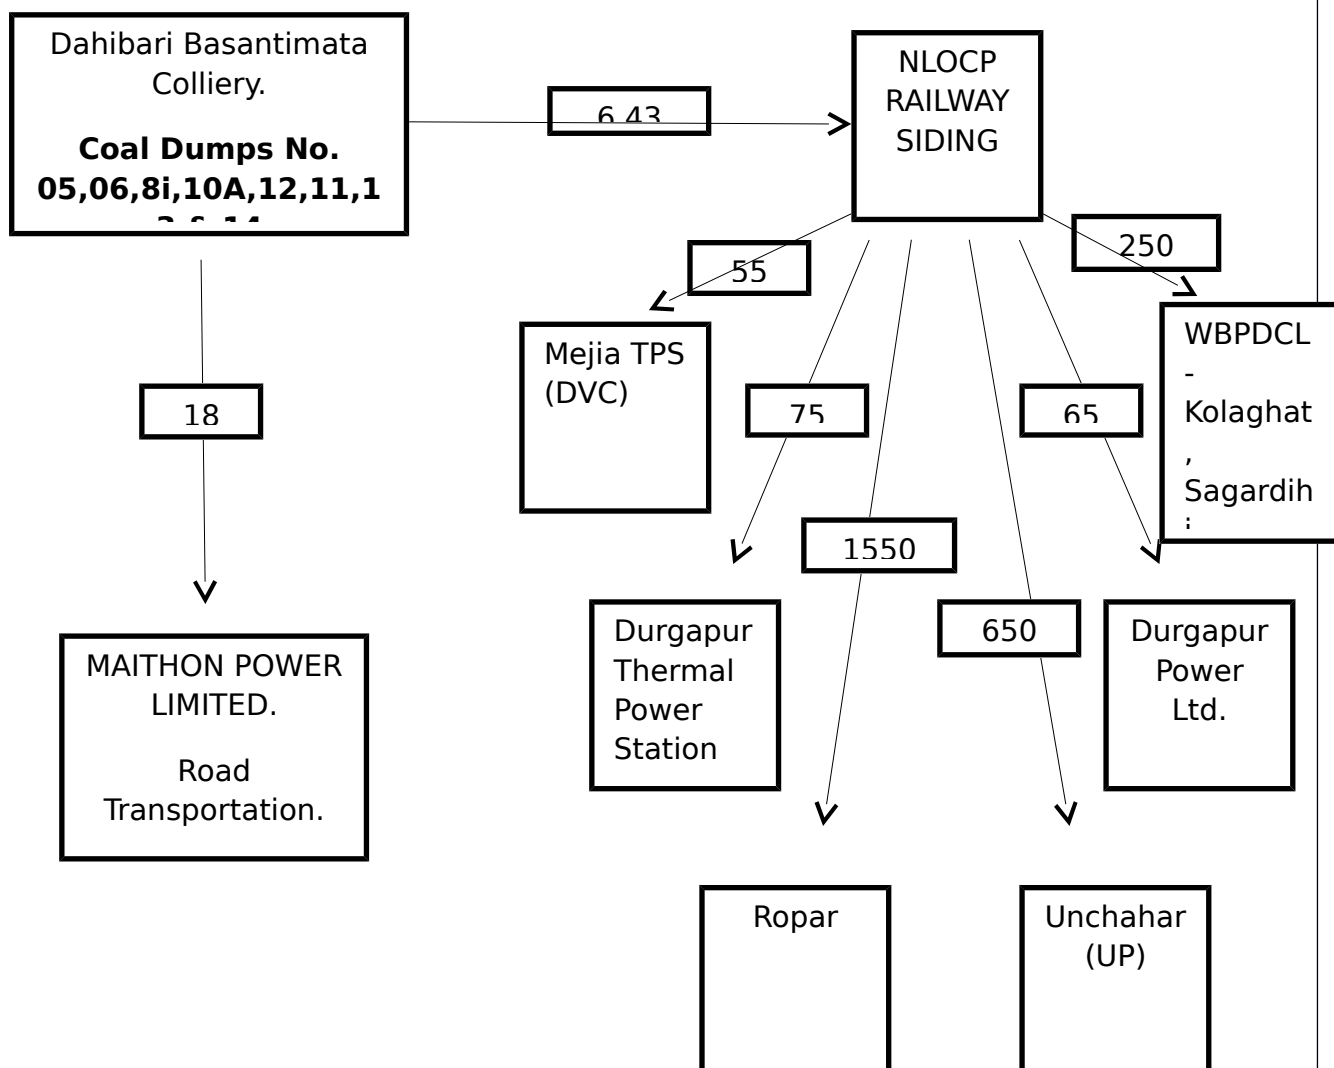 Dahibari Basantimata
Colliery.
Coal Dumps No.
05,06,8i,10A,12,11,1
6.43
NLOCP
RAILWAY
SIDING
55
250
Mejia TPS
(DVC)
WBPDCL
-
Kolaghat
,
Sagardih
i
18
75
65
1550
650
MAITHON POWER
LIMITED.
Road
Transportation.
Durgapur
Thermal
Power
Station
Durgapur
Power
Ltd.
Ropar
Unchahar
(UP)